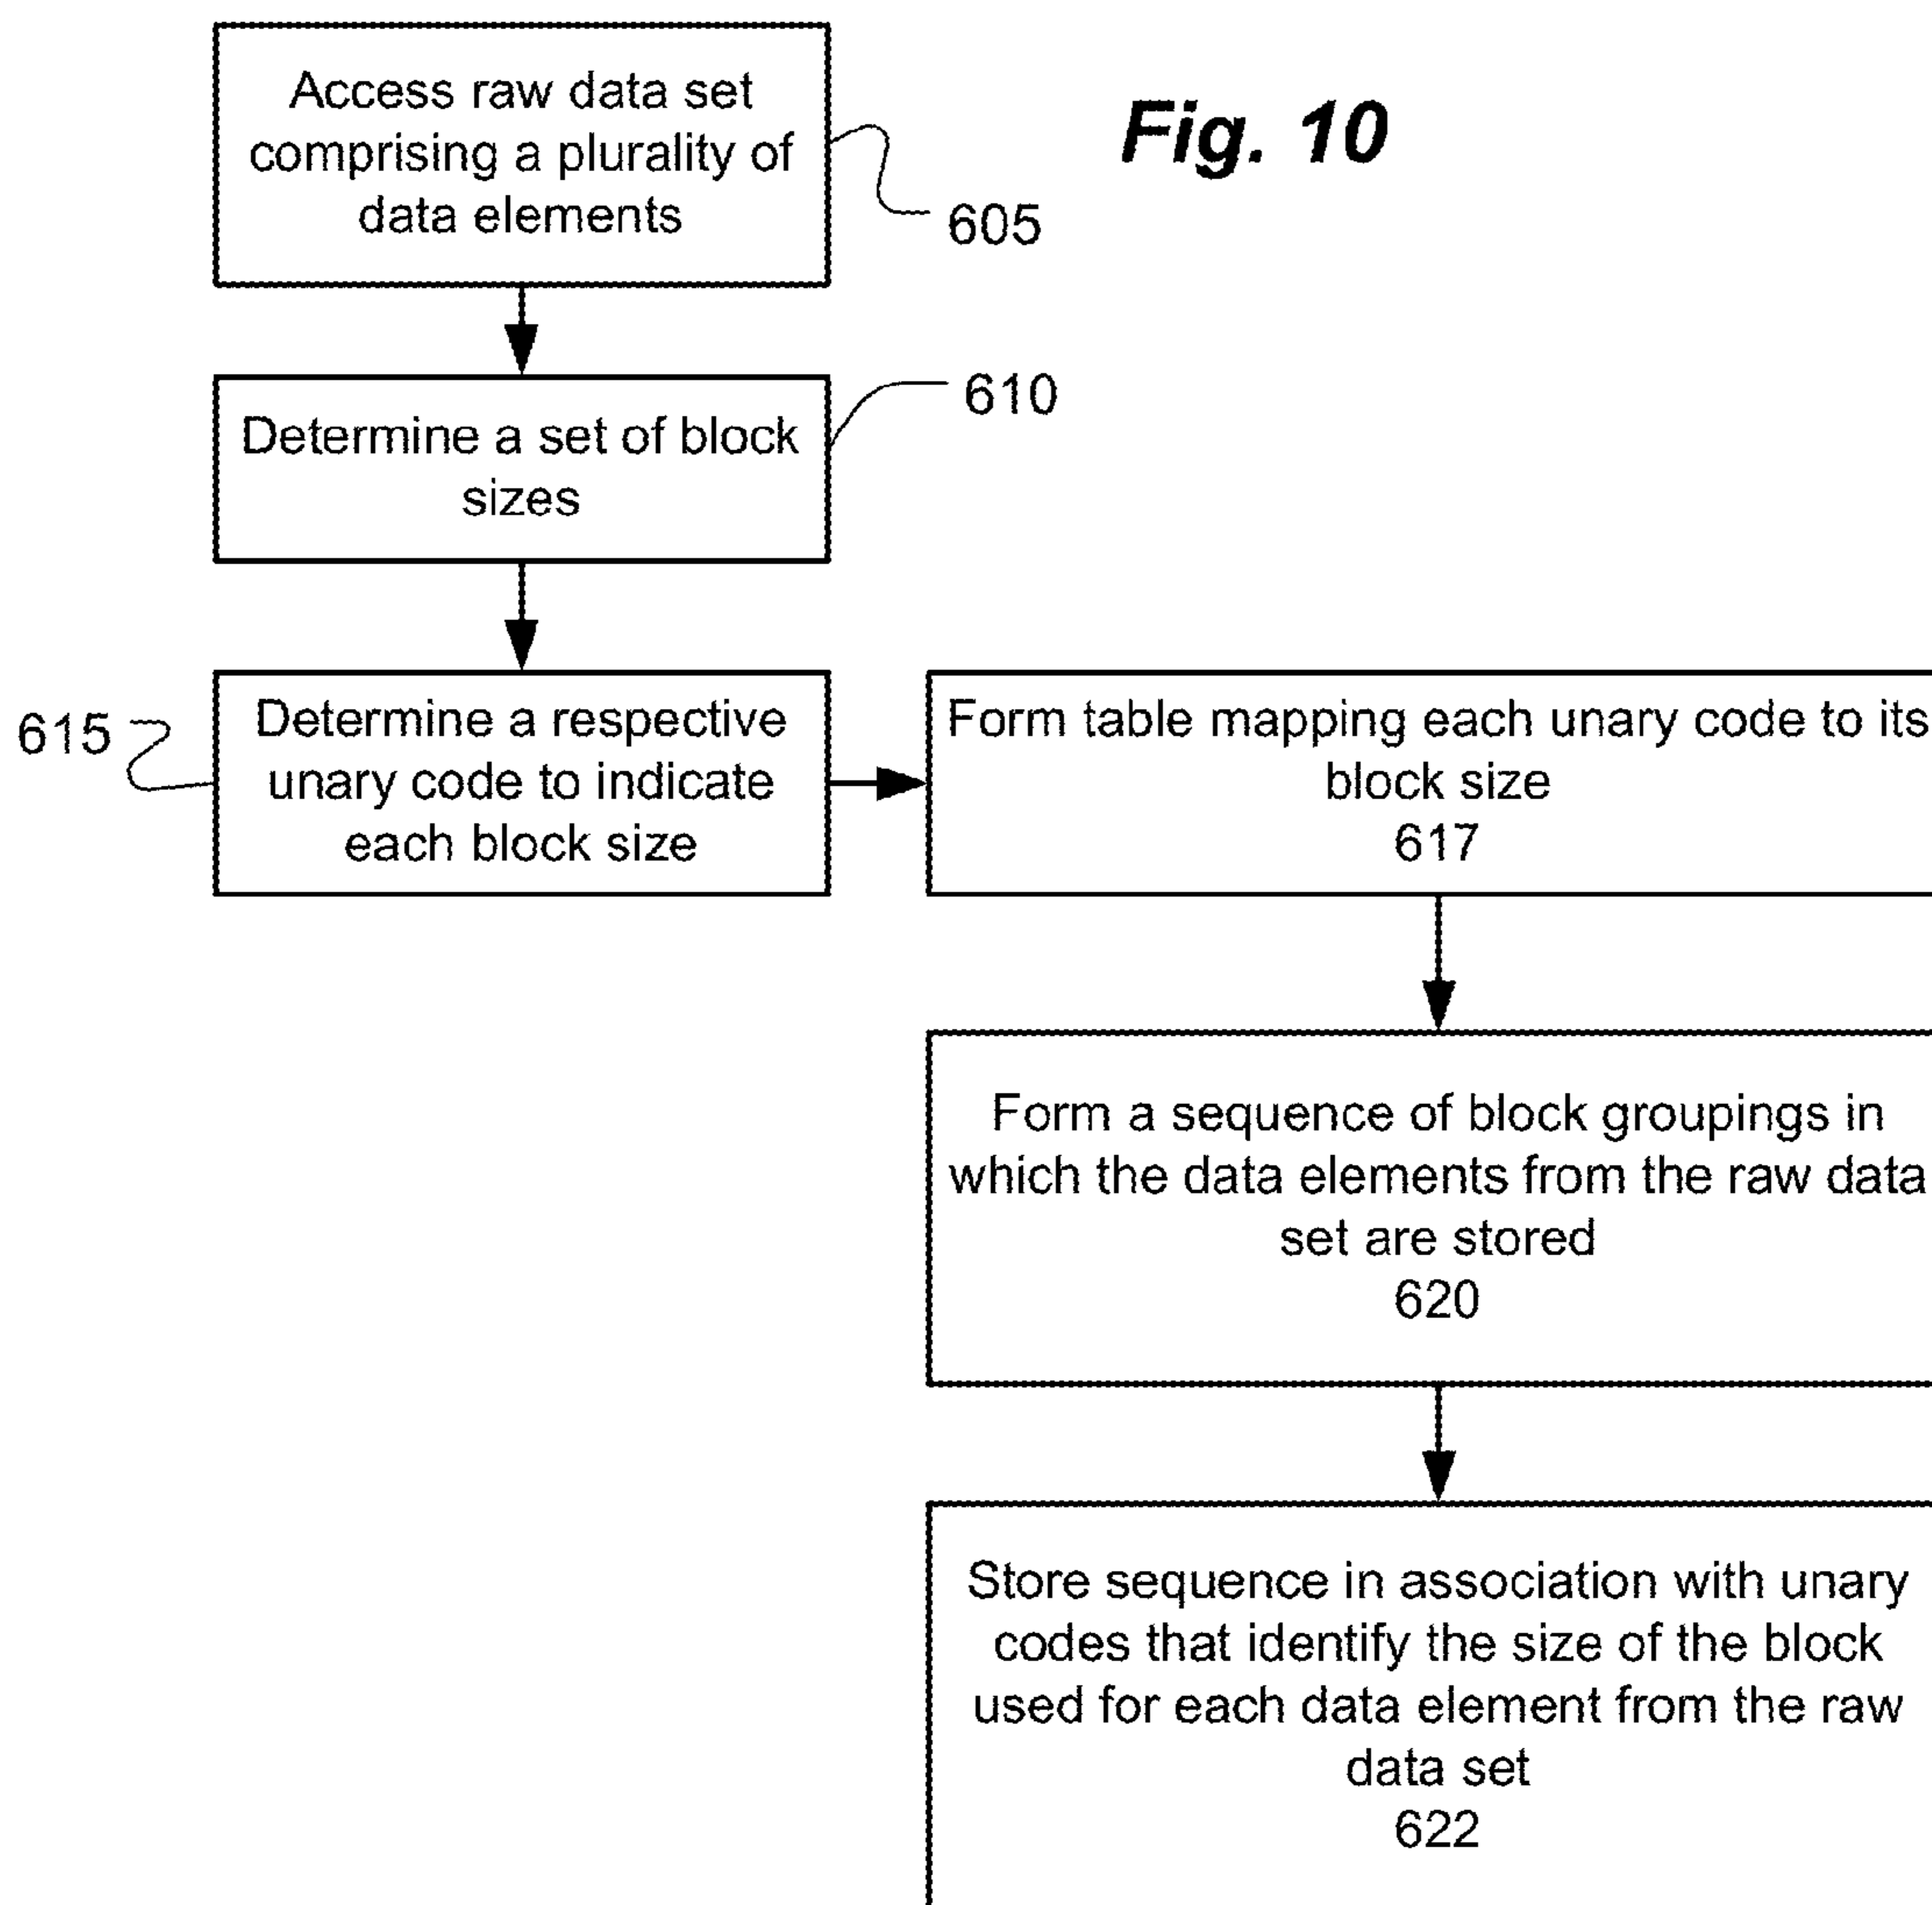 Access raw data set
comprising a plurality of
data elements
605
Fig. 10
Determine a set of block
sizes
610
615
Determine a respective
unary code to indicate
each block size
Form table mapping each unary code to its
block size
617
Form a sequence of block groupings in
which the data elements from the raw data
set are stored
620
Store sequence in association with unary
codes that identify the size of the block
used for each data element from the raw
data set
622